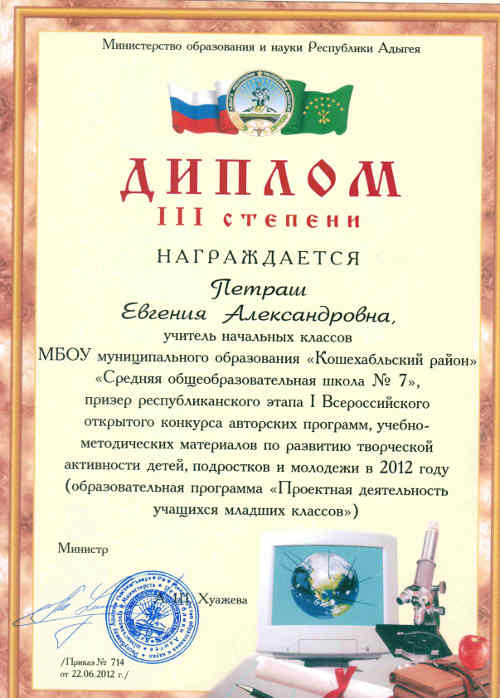 Министерство образования и науки Республики Адыгея
ДИПЛОМ
III СТЕПЕНИ
НАГРАЖДАЕТСЯ
Петраш
Евгения Александровна,
учитель начальных классов
МБОУ муниципального образования «Кошехабльский район»
«Средняя общеобразовательная школа № 7»,
призер республиканского этапа I Всероссийского
открытого конкурса авторских программ, учебно-
методических материалов по развитию творческой
активности детей, подростков и молодежи в 2012 году
(образовательная программа «Проектная деятельность
учащихся младших классов»)
Министр
А.Ш. Хуажева
/Приказ № 714
от 22.06.2012 г./